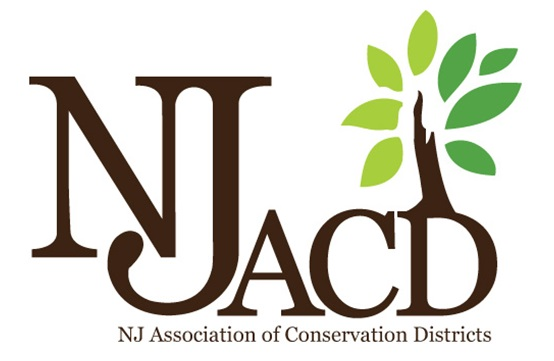 NJACD
NJ Association of Conservation Districts